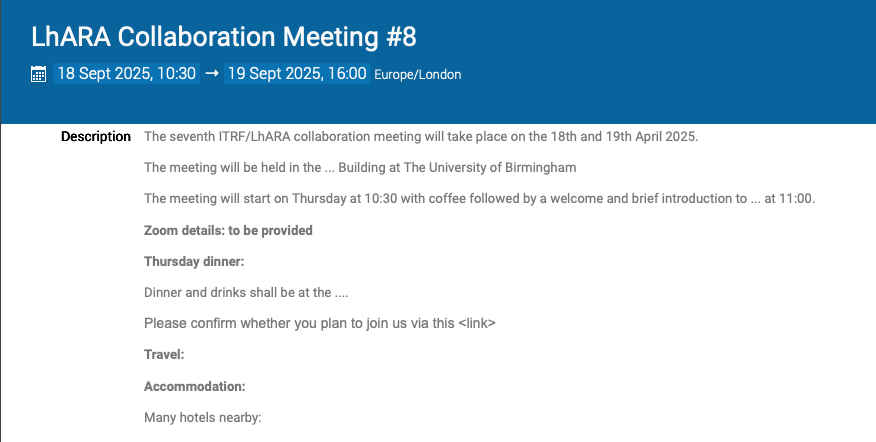 LhARA Collaboration Meeting #8
18 Sept 2025, 10:30 → 19 Sept 2025, 16:00 Europe/London
Description The seventh ITRF/LhARA collaboration meeting will take place on the 18th and 19th April 2025.
The meeting will be held in the ... Building at The University of Birmingham
The meeting will start on Thursday at 10:30 with coffee followed by a welcome and brief introduction to ... at 11:00.
Zoom details: to be provided
Thursday dinner:
Dinner and drinks shall be at the ....
Please confirm whether you plan to join us via this <link>
Travel:
Accommodation:
Many hotels nearby: